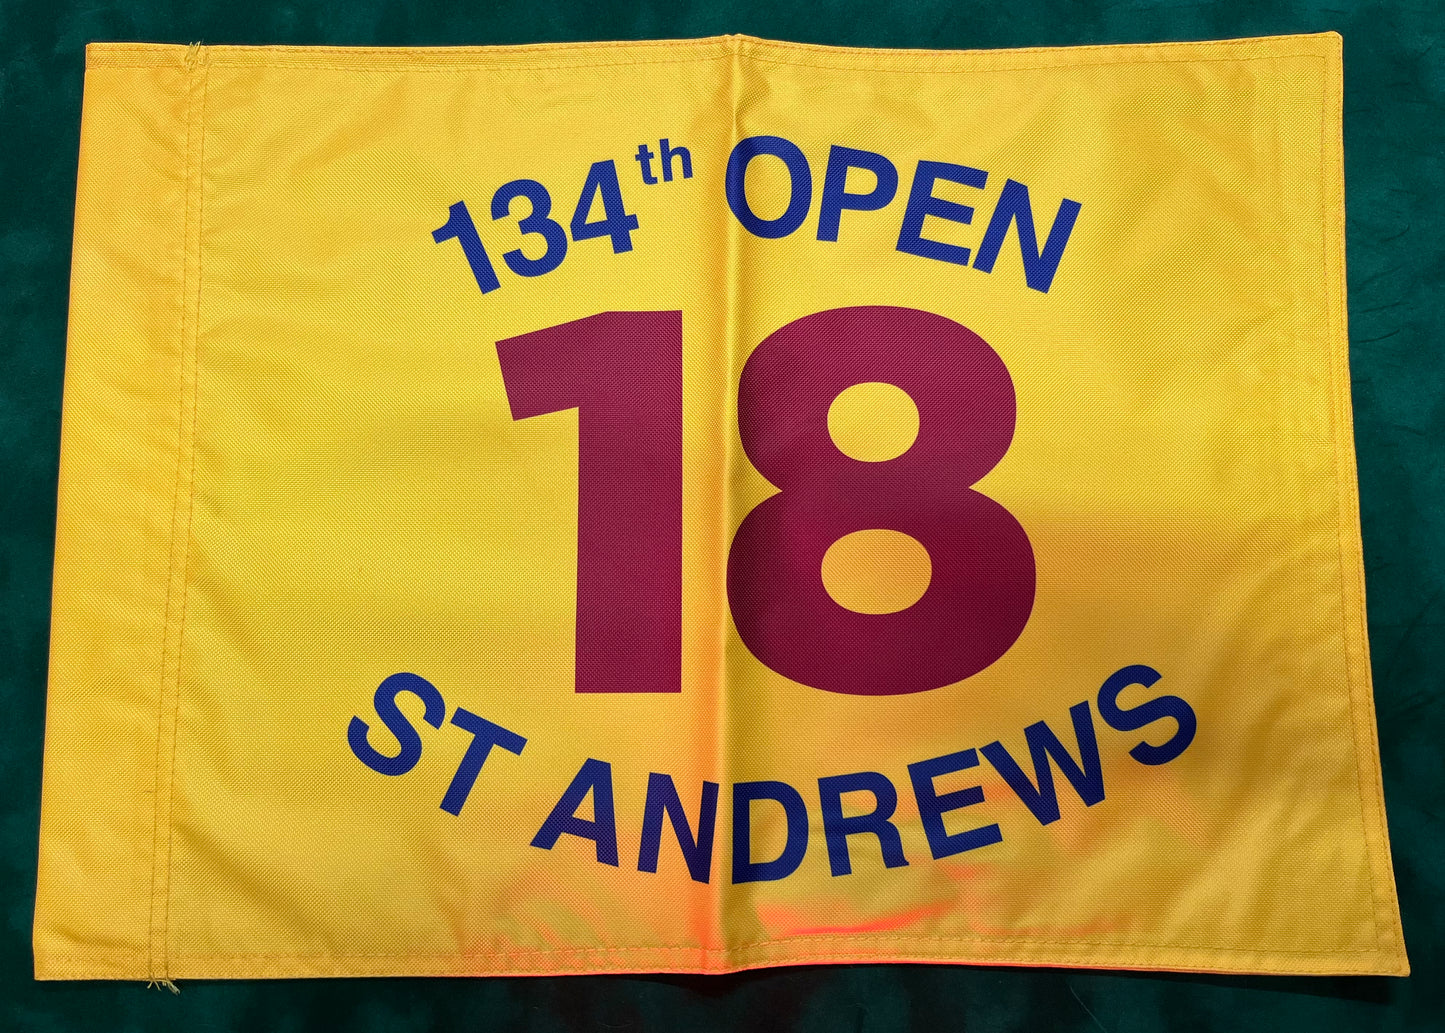 134th OPEN
18
ST ANDREWS